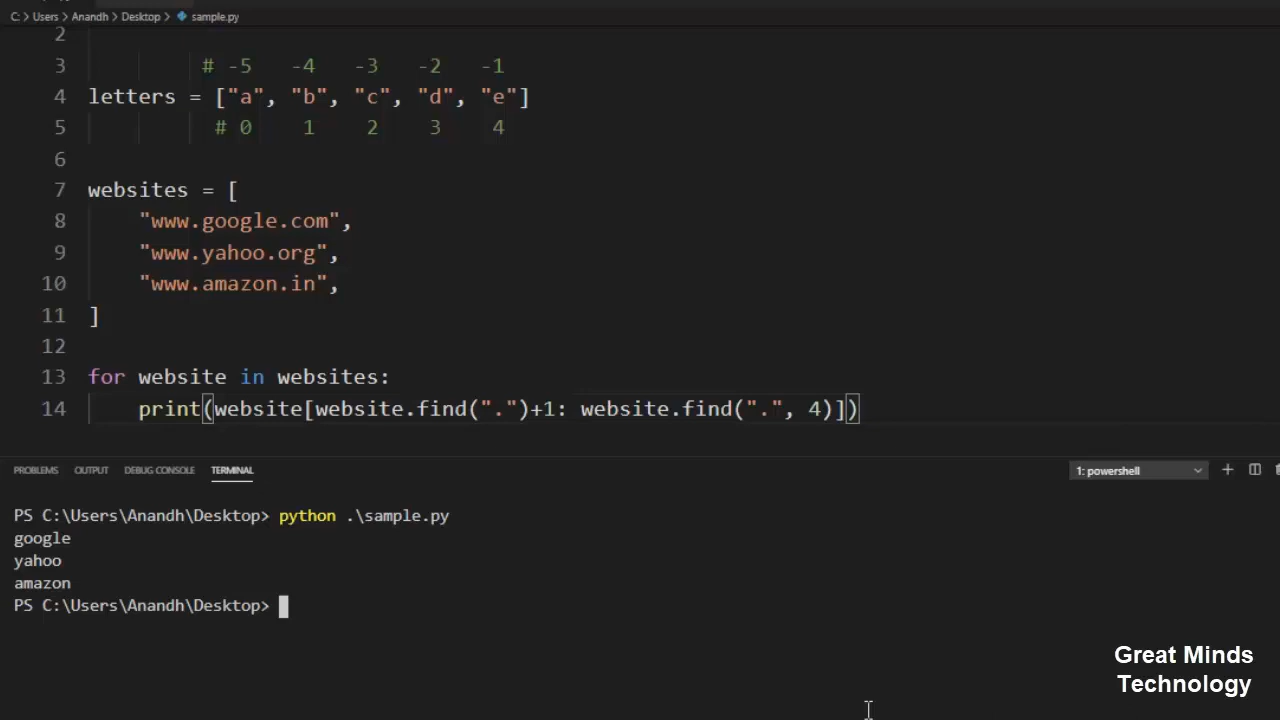 C: > Users > Anandh > Desktop > sample.py
2
3 # -5 -4 -3 -2 -1
4 letters = ["a", "b", "c", "d", "e"]
5 # 0 1 2 3 4
6
7 websites = [
8 "www.google.com",
9 "www.yahoo.org",
10 "www.amazon.in",
11 ]
12
13 for website in websites:
14 print(website[website.find(".")+1: website.find(".", 4)])
PROBLEMS OUTPUT DEBUG CONSOLE TERMINAL 1: powershell
PS C:\Users\Anandh\Desktop> python .\sample.py
google
yahoo
amazon
PS C:\Users\Anandh\Desktop>
Great Minds
Technology